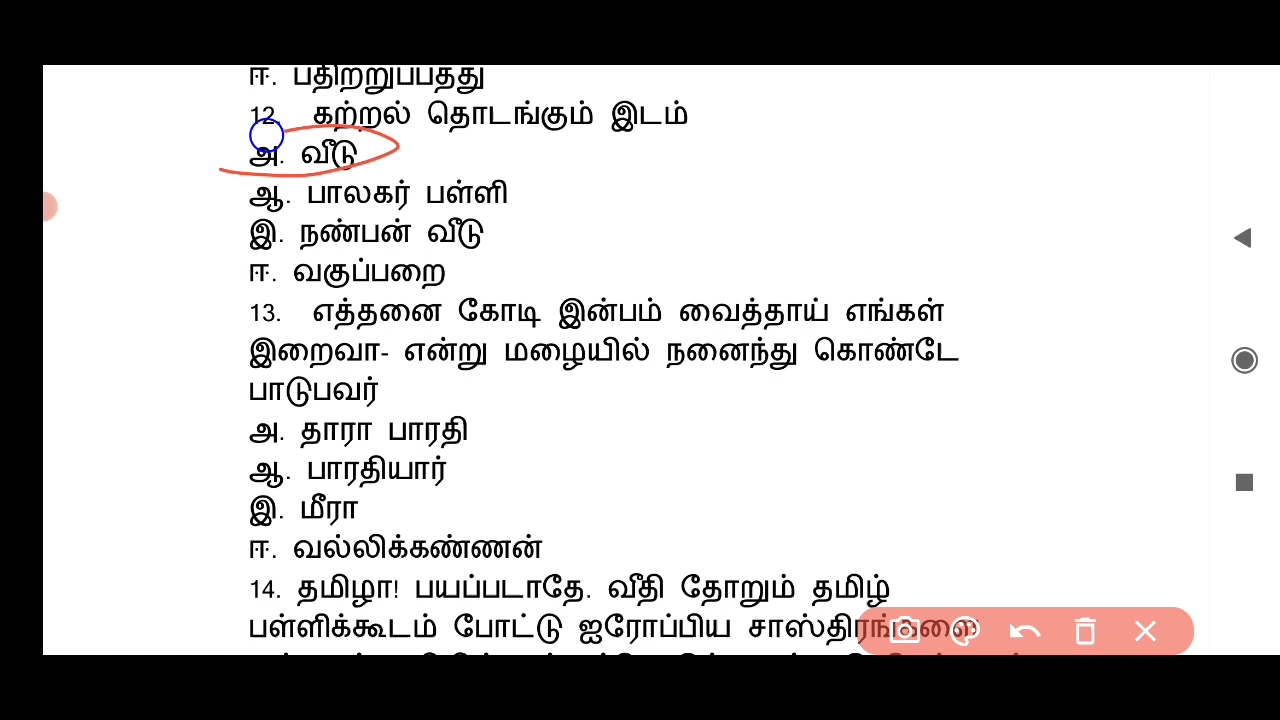 ஈ. பதிற்றுப்பத்து
12. கற்றல் தொடங்கும் இடம்
அ. வீடு
ஆ. பாலகர் பள்ளி
இ. நண்பன் வீடு
ஈ. வகுப்பறை
13. எத்தனை கோடி இன்பம் வைத்தாய் எங்கள்
இறைவா- என்று மழையில் நனைந்து கொண்டே
பாடுபவர்
அ. தாரா பாரதி
ஆ. பாரதியார்
இ. மீரா
ஈ. வல்லிக்கண்ணன்
14. தமிழா! பயப்படாதே. வீதி தோறும் தமிழ்
பள்ளிக்கூடம் போட்டு ஐரோப்பிய சாஸ்திரங்களை